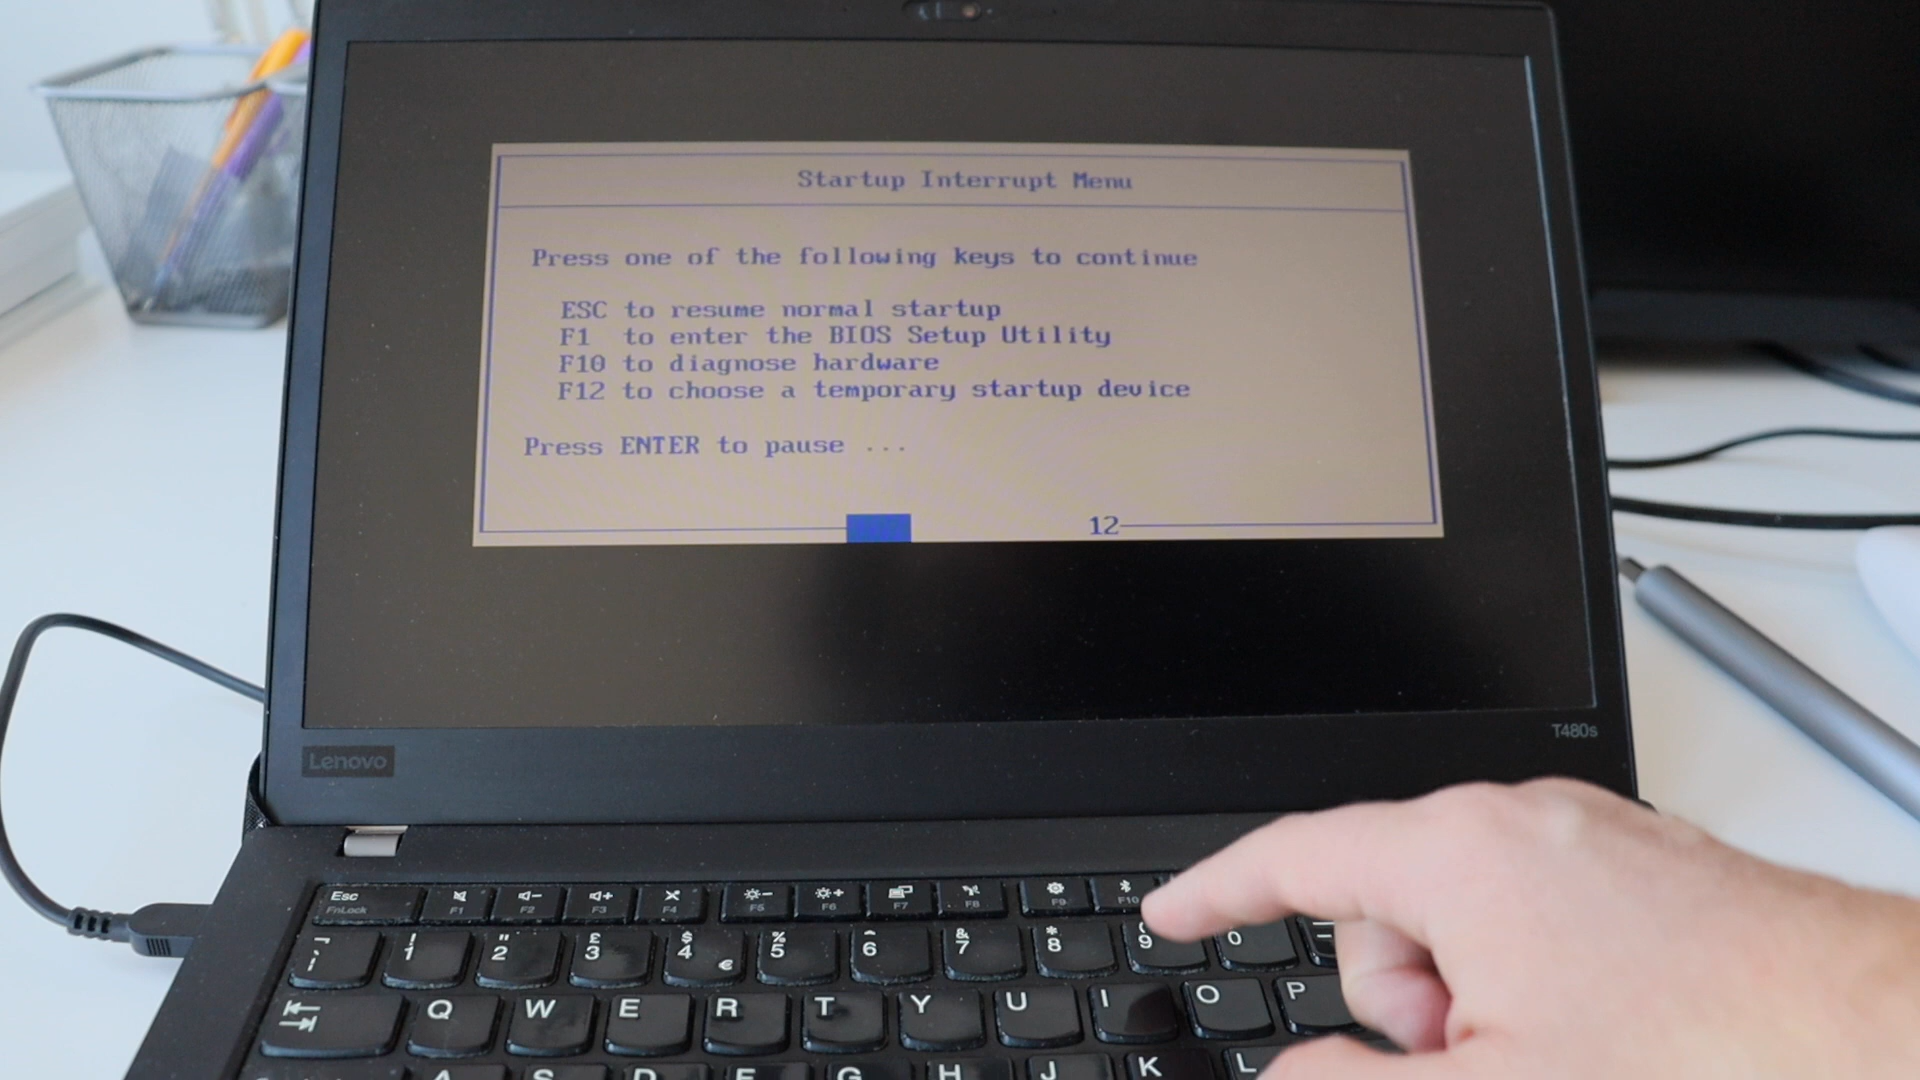 Startup Interrupt Menu
Press one of the following keys to continue
ESC to resume normal startup
F1 to enter the BIOS Setup Utility
F10 to diagnose hardware
F12 to choose a temporary startup device
Press ENTER to pause ...
12
Lenovo
T480s
Esc
FnLock F1 F2 F3 F4 F5 F6 F7 F8 F9 F10
! " £ $ % ^ & * (
1 2 3 4 € 5 6 7 8 9 0
Q W E R T Y U I O P
A S D F G H J K L